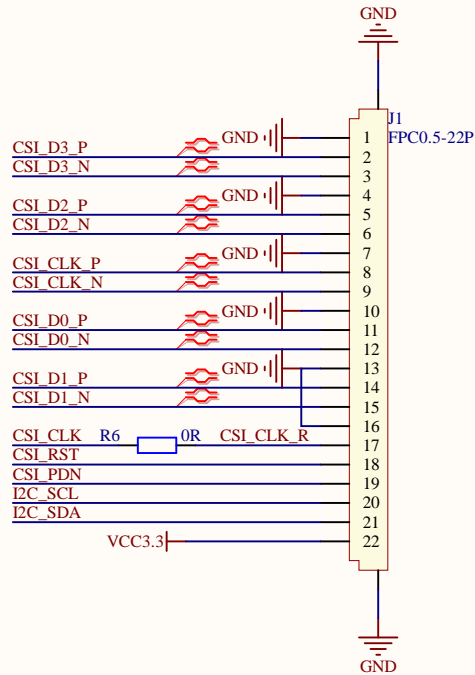 GND
J1
GND 1 FPC0.5-22P
CSI_D3_P 2
CSI_D3_N 3
GND 4
CSI_D2_P 5
CSI_D2_N 6
GND 7
CSI_CLK_P 8
CSI_CLK_N 9
GND 10
CSI_D0_P 11
CSI_D0_N 12
GND 13
CSI_D1_P 14
CSI_D1_N 15
16
CSI_CLK R6 0R CSI_CLK_R 17
CSI_RST 18
CSI_PDN 19
I2C_SCL 20
I2C_SDA 21
VCC3.3 22
GND